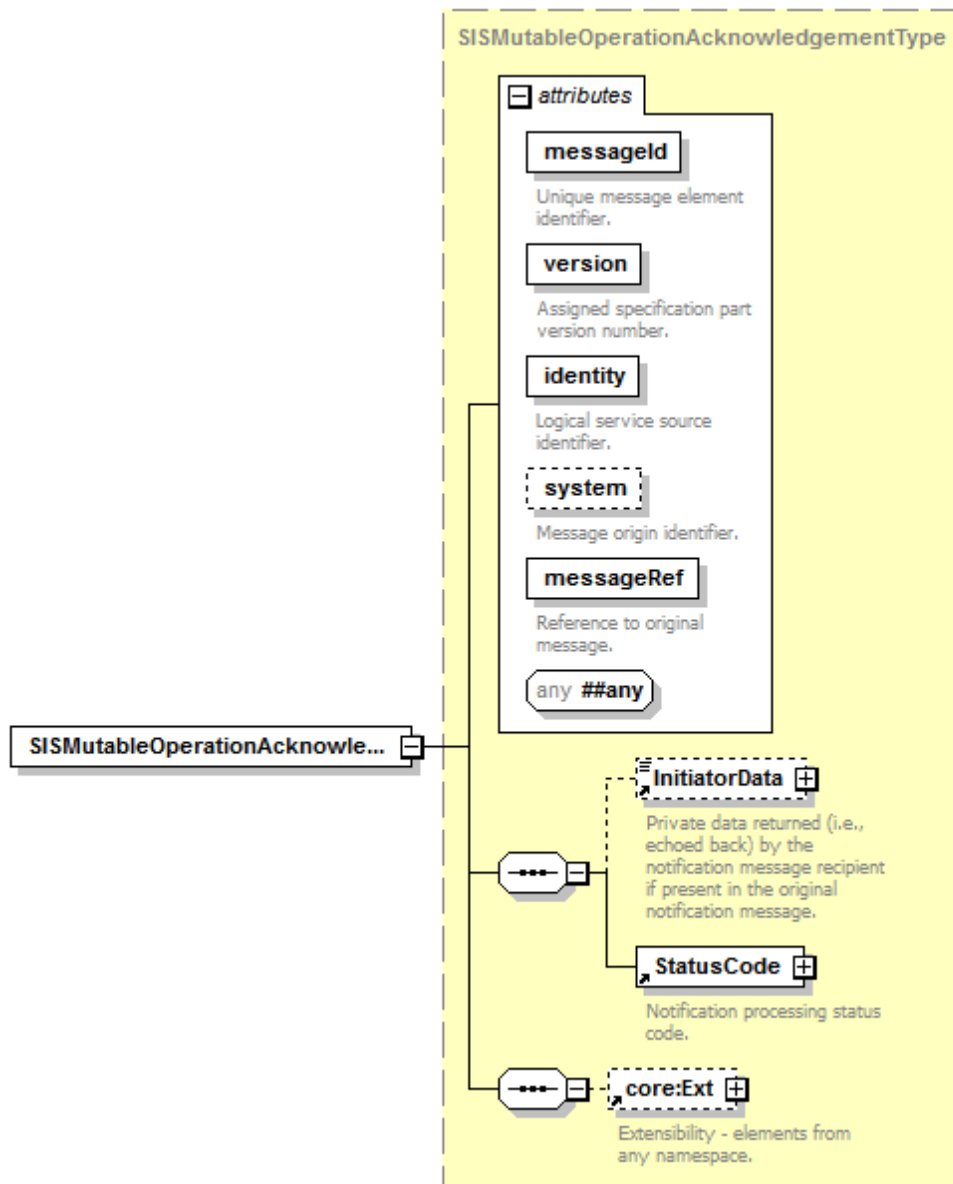 SISMutableOperationAcknowledgementType
attributes
messageId
Unique message element
identifier.
version
Assigned specification part
version number.
identity
Logical service source
identifier.
system
Message origin identifier.
messageRef
Reference to original
message.
any ##any
SISMutableOperationAcknowle...
InitiatorData
Private data returned (i.e.,
echoed back) by the
notification message recipient
if present in the original
notification message.
StatusCode
Notification processing status
code.
core:Ext
Extensibility - elements from
any namespace.